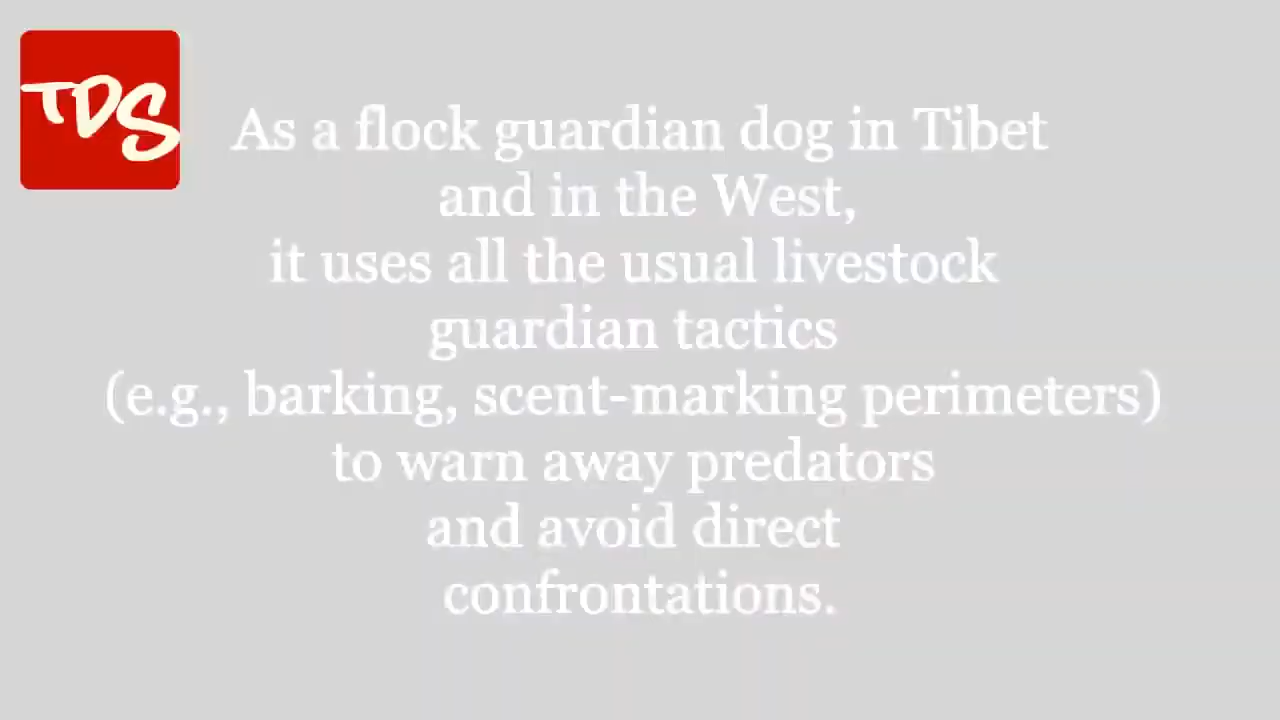 TDS
As a flock guardian dog in Tibet
and in the West,
it uses all the usual livestock
guardian tactics
(e.g., barking, scent-marking perimeters)
to warn away predators
and avoid direct
confrontations.